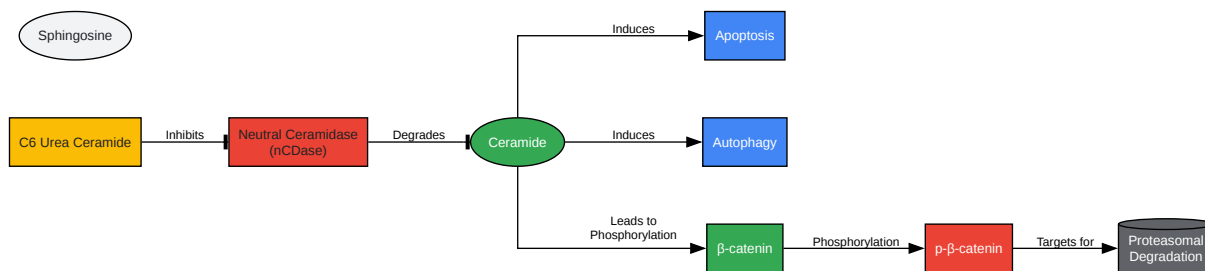 Sphingosine
Induces
Apoptosis
C6 Urea Ceramide
Inhibits
Neutral Ceramidase
(nCDase)
Degrades
Ceramide
Induces
Autophagy
Leads to
Phosphorylation
β-catenin
Phosphorylation
p-β-catenin
Targets for
Proteasomal
Degradation